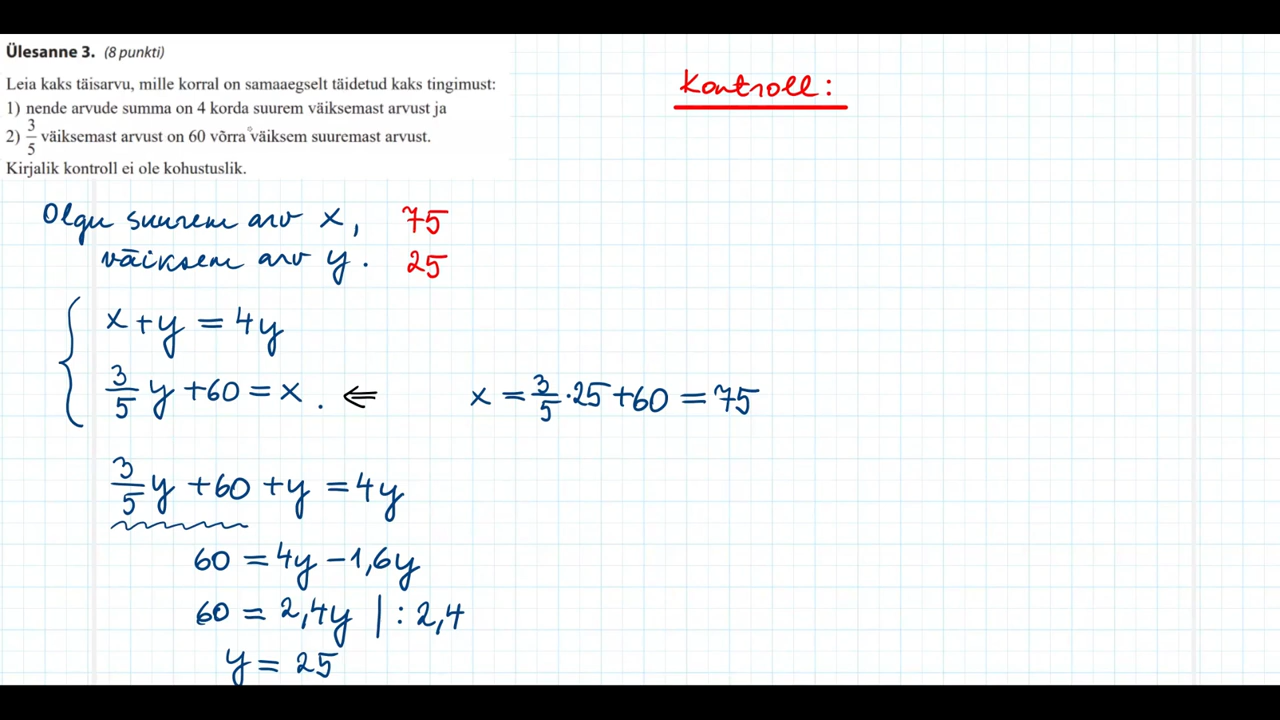 Ülesanne 3. (8 punkti)
Leia kaks täisarvu, mille korral on samaaegselt täidetud kaks tingimust:
1) nende arvude summa on 4 korda suurem väiksemast arvust ja
2) 3/5 väiksemast arvust on 60 võrra väiksem suuremast arvust.
Kirjalik kontroll ei ole kohustuslik.
Kontroll:
Olgu suurem arv x, 75
väiksem arv y. 25
x + y = 4y
3/5 y + 60 = x. ⇐ x = 3/5 · 25 + 60 = 75
3/5 y + 60 + y = 4y
60 = 4y - 1,6y
60 = 2,4y | : 2,4
y = 25